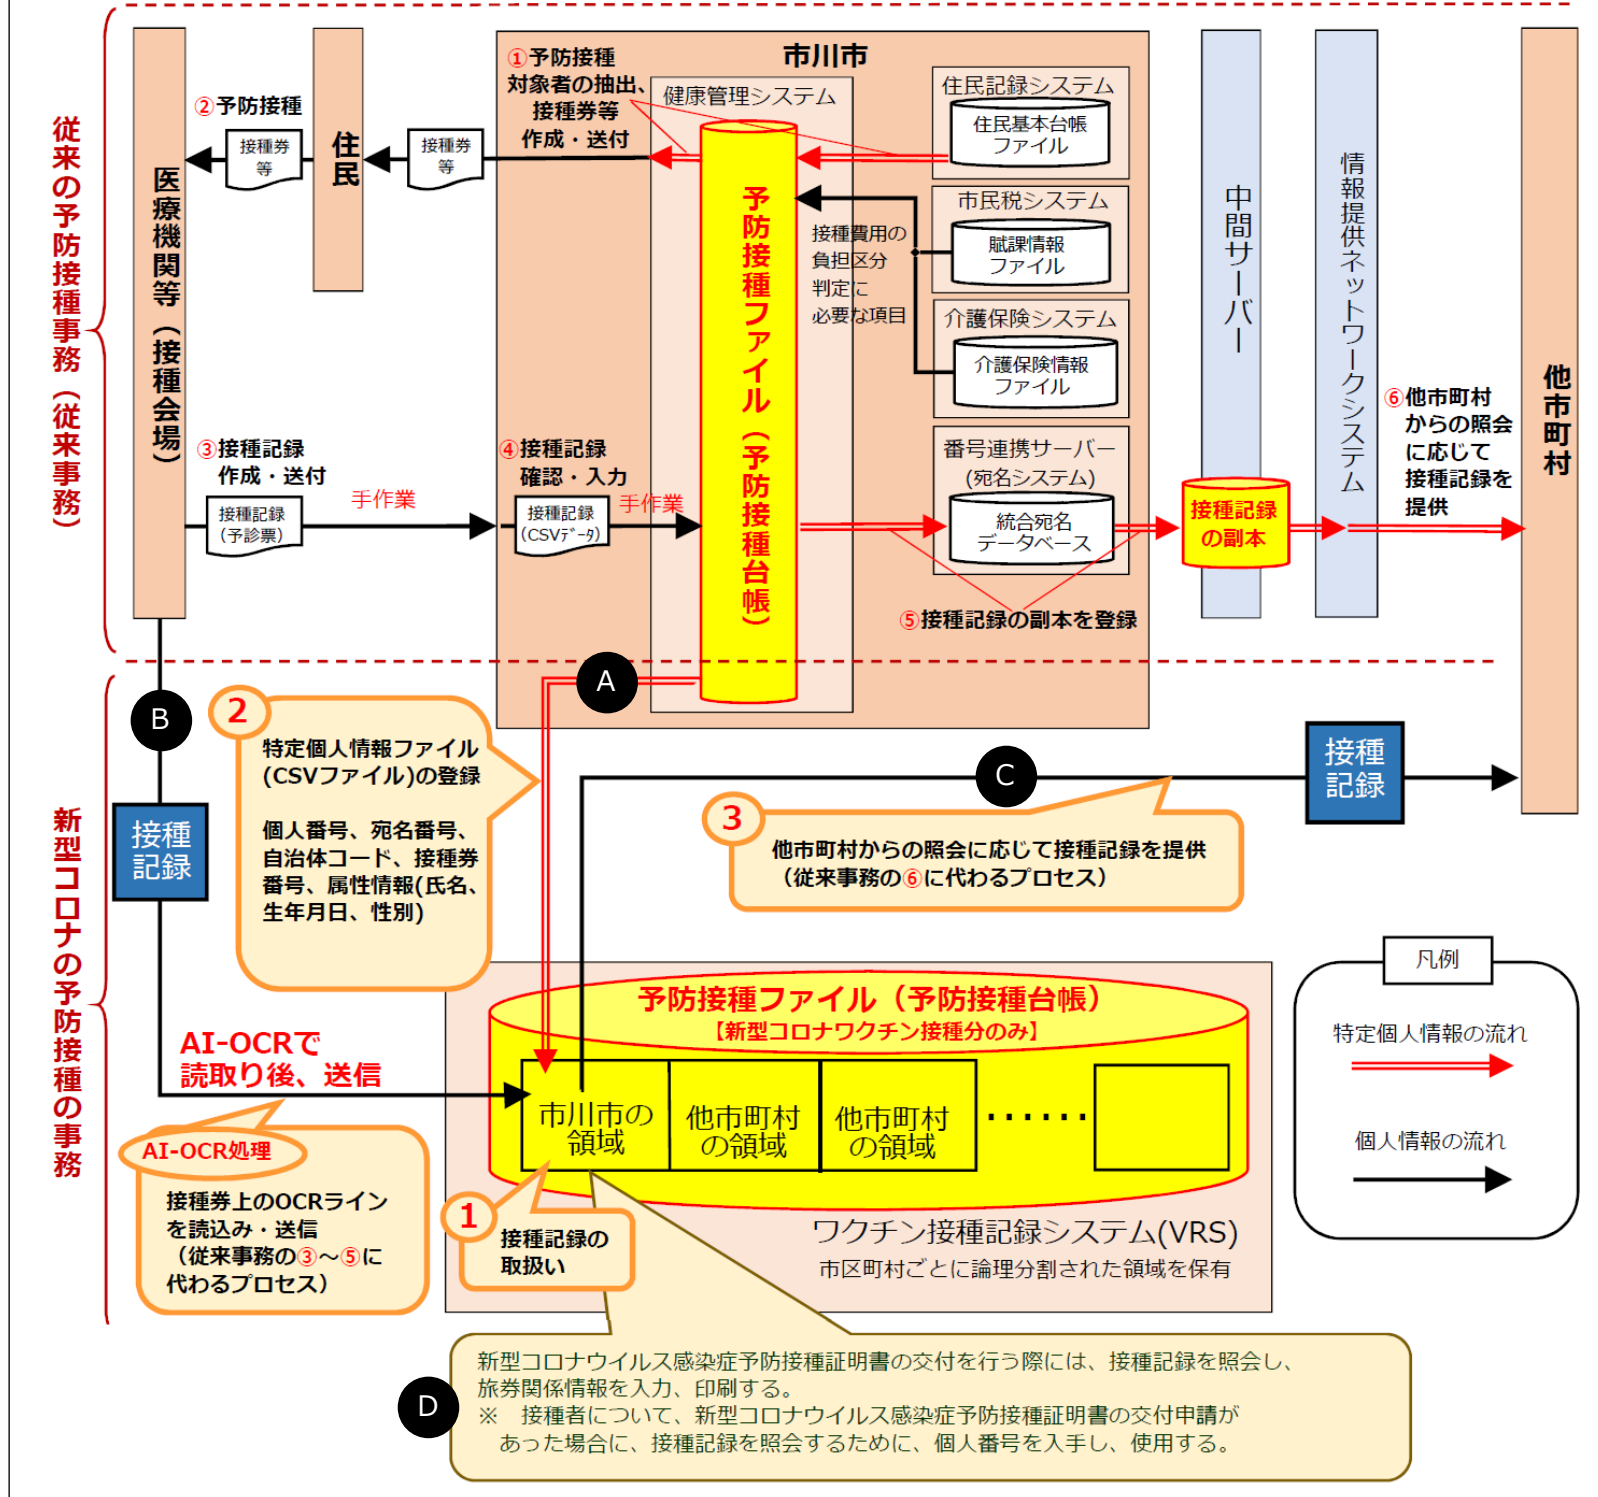 従来の予防接種事務（従来事務）
医療機関等（接種会場）
②予防接種
接種券
等
住民
接種券
等
市川市
①予防接種
対象者の抽出、
接種券等
作成・送付
健康管理システム
予防接種ファイル（予防接種台帳）
住民記録システム
住民基本台帳
ファイル
市民税システム
賦課情報
ファイル
接種費用の
負担区分
判定に
必要な項目
介護保険システム
介護保険情報
ファイル
番号連携サーバー
(宛名システム)
統合宛名
データベース
中間サーバー
情報提供ネットワークシステム
他市町村
⑥他市町村
からの照会
に応じて
接種記録を
提供
接種記録
の副本
③接種記録
作成・送付
接種記録
(予診票)
手作業
④接種記録
確認・入力
接種記録
(CSVﾃﾞｰﾀ)
手作業
⑤接種記録の副本を登録
新型コロナの予防接種の事務
A
B
C
接種
記録
2
特定個人情報ファイル
(CSVファイル)の登録
個人番号、宛名番号、
自治体コード、接種券
番号、属性情報(氏名、
生年月日、性別)
接種
記録
3
他市町村からの照会に応じて接種記録を提供
（従来事務の⑥に代わるプロセス）
凡例
特定個人情報の流れ
個人情報の流れ
予防接種ファイル（予防接種台帳）
【新型コロナワクチン接種分のみ】
市川市の
領域
他市町村
の領域
他市町村
の領域
……
AI-OCRで
読取り後、送信
AI-OCR処理
接種券上のOCRライン
を読込み・送信
（従来事務の③～⑤に
代わるプロセス）
1
接種記録の
取扱い
ワクチン接種記録システム(VRS)
市区町村ごとに論理分割された領域を保有
D
新型コロナウイルス感染症予防接種証明書の交付を行う際には、接種記録を照会し、
旅券関係情報を入力、印刷する。
※　接種者について、新型コロナウイルス感染症予防接種証明書の交付申請が
あった場合に、接種記録を照会するために、個人番号を入手し、使用する。